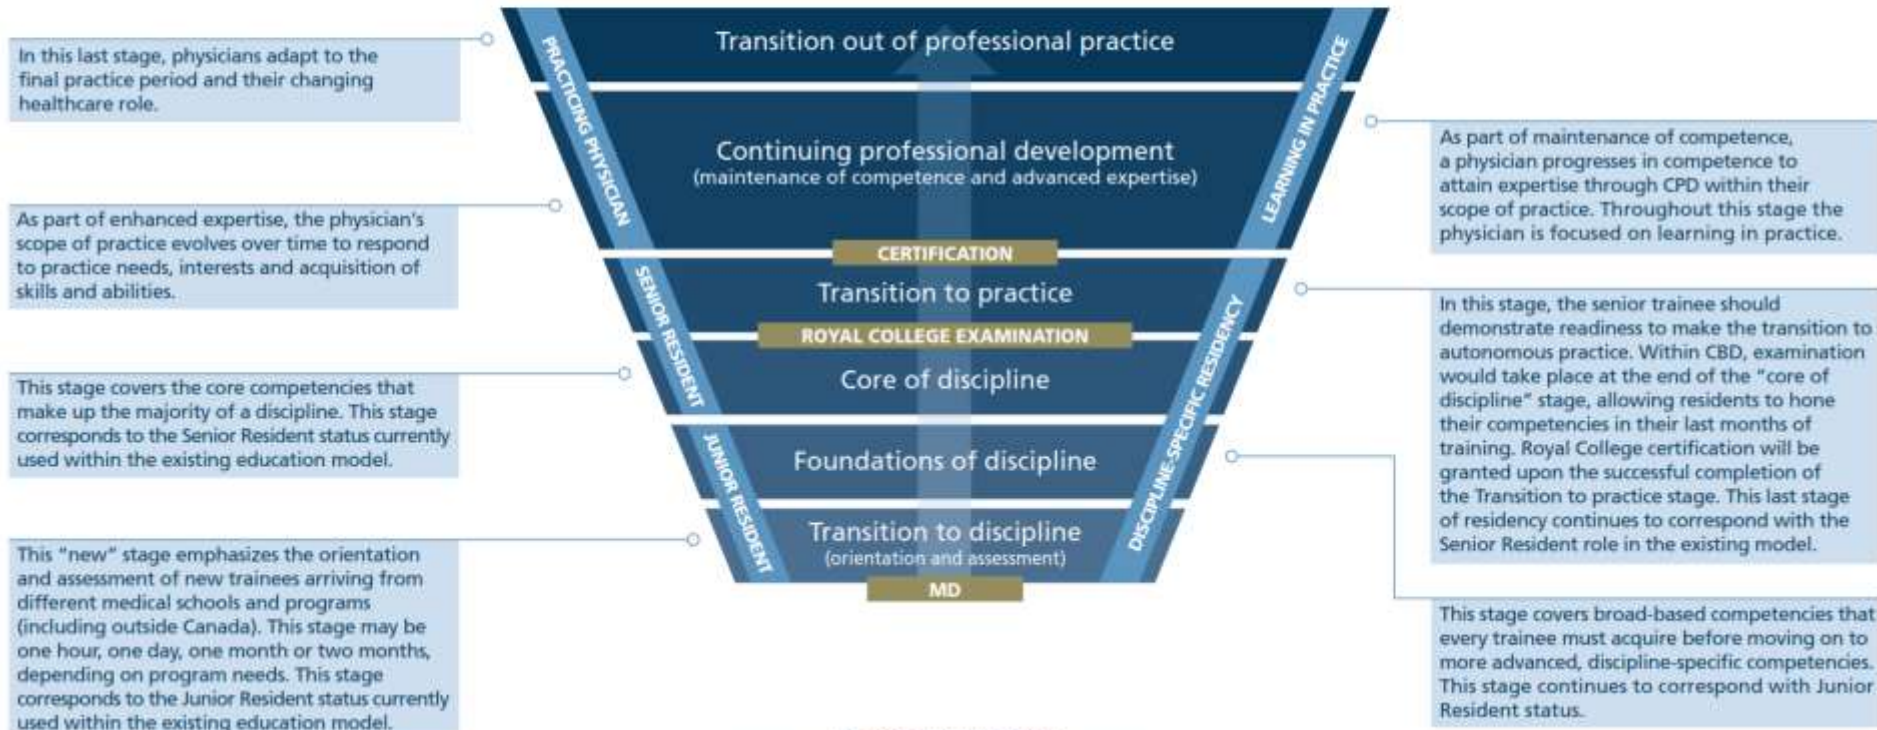 In this last stage, physicians adapt to the
final practice period and their changing
healthcare role.
As part of enhanced expertise, the physician's
scope of practice evolves over time to respond
to practice needs, interests and acquisition of
skills and abilities.
This stage covers the core competencies that
make up the majority of a discipline. This stage
corresponds to the Senior Resident status currently
used within the existing education model.
This "new" stage emphasizes the orientation
and assessment of new trainees arriving from
different medical schools and programs
(including outside Canada). This stage may be
one hour, one day, one month or two months,
depending on program needs. This stage
corresponds to the Junior Resident status currently
used within the existing education model.
PRACTICING PHYSICIAN
SENIOR RESIDENT
JUNIOR RESIDENT
Transition out of professional practice
Continuing professional development
(maintenance of competence and advanced expertise)
CERTIFICATION
Transition to practice
ROYAL COLLEGE EXAMINATION
Core of discipline
Foundations of discipline
Transition to discipline
(orientation and assessment)
MD
LEARNING IN PRACTICE
DISCIPLINE-SPECIFIC RESIDENCY
As part of maintenance of competence,
a physician progresses in competence to
attain expertise through CPD within their
scope of practice. Throughout this stage the
physician is focused on learning in practice.
In this stage, the senior trainee should
demonstrate readiness to make the transition to
autonomous practice. Within CBD, examination
would take place at the end of the "core of
discipline" stage, allowing residents to hone
their competencies in their last months of
training. Royal College certification will be
granted upon the successful completion of
the Transition to practice stage. This last stage
of residency continues to correspond with the
Senior Resident role in the existing model.
This stage covers broad-based competencies that
every trainee must acquire before moving on to
more advanced, discipline-specific competencies.
This stage continues to correspond with Junior
Resident status.